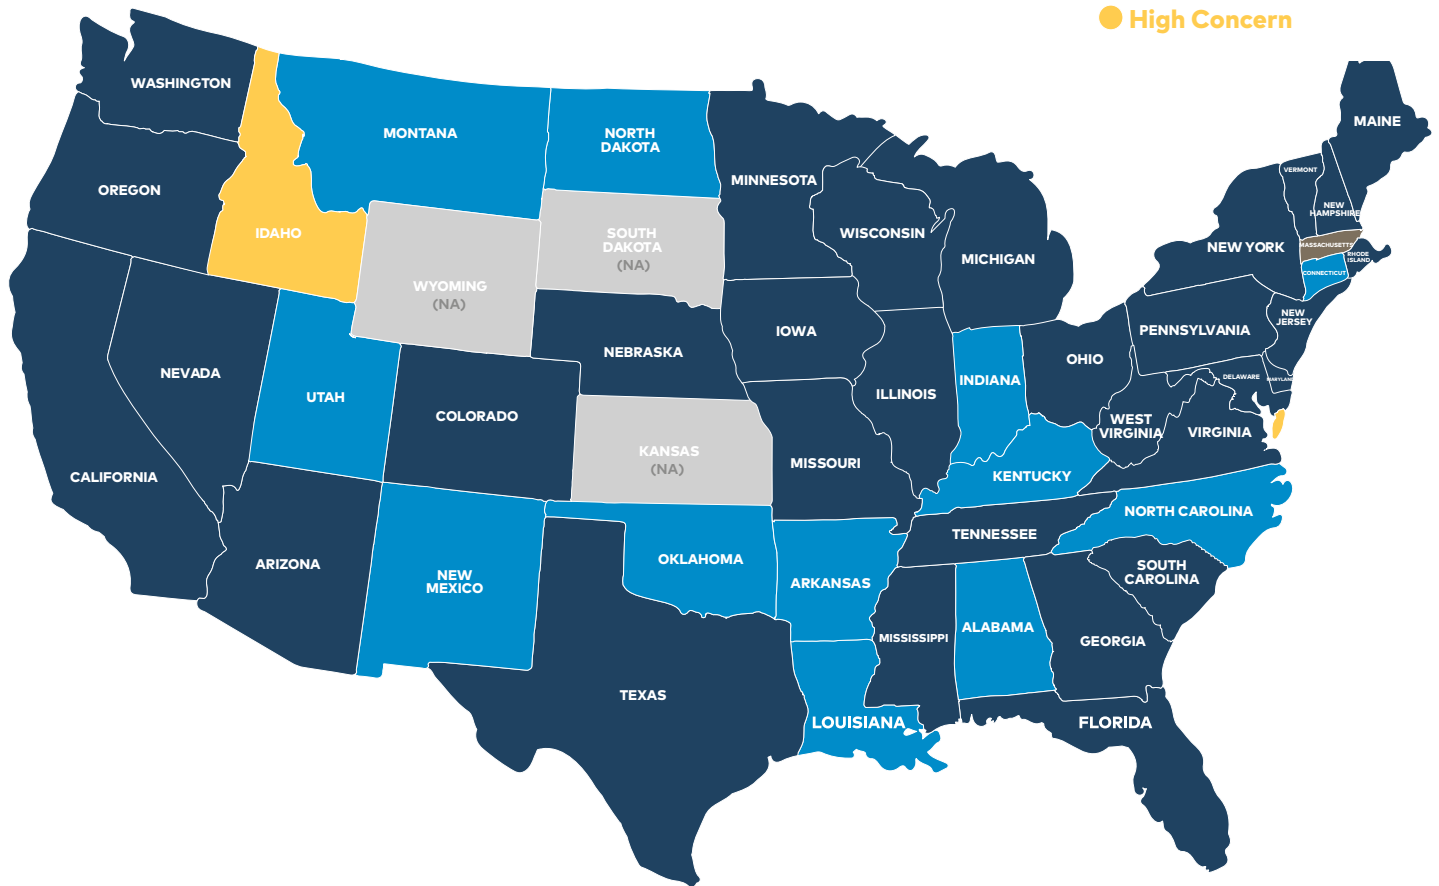 High Concern
WASHINGTON
MONTANA
NORTH
DAKOTA
MAINE
OREGON
MINNESOTA
VERMONT
NEW
HAMPSHIRE
IDAHO
SOUTH
DAKOTA
(NA)
WISCONSIN
MICHIGAN
NEW YORK
MASSACHUSETTS
RHODE
ISLAND
CONNECTICUT
WYOMING
(NA)
NEBRASKA
IOWA
PENNSYLVANIA
NEW
JERSEY
NEVADA
UTAH
COLORADO
ILLINOIS
INDIANA
OHIO
DELAWARE
MARYLAND
CALIFORNIA
KANSAS
(NA)
MISSOURI
KENTUCKY
WEST
VIRGINIA
VIRGINIA
ARIZONA
NEW
MEXICO
OKLAHOMA
ARKANSAS
TENNESSEE
NORTH CAROLINA
SOUTH
CAROLINA
MISSISSIPPI
ALABAMA
GEORGIA
TEXAS
LOUISIANA
FLORIDA